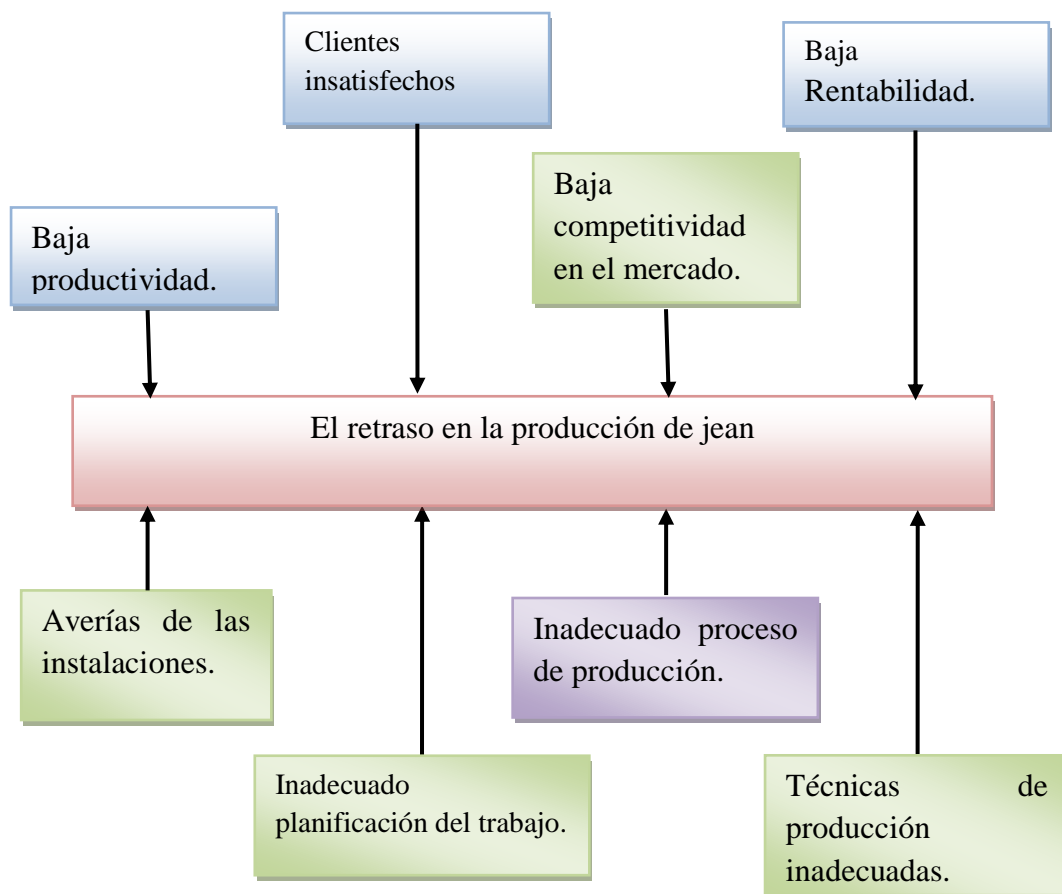 Clientes
insatisfechos
Baja
Rentabilidad.
Baja
competitividad
en el mercado.
Baja
productividad.
El retraso en la producción de jean
Averías de las
instalaciones.
Inadecuado proceso
de producción.
Inadecuado
planificación del trabajo.
Técnicas de
producción
inadecuadas.